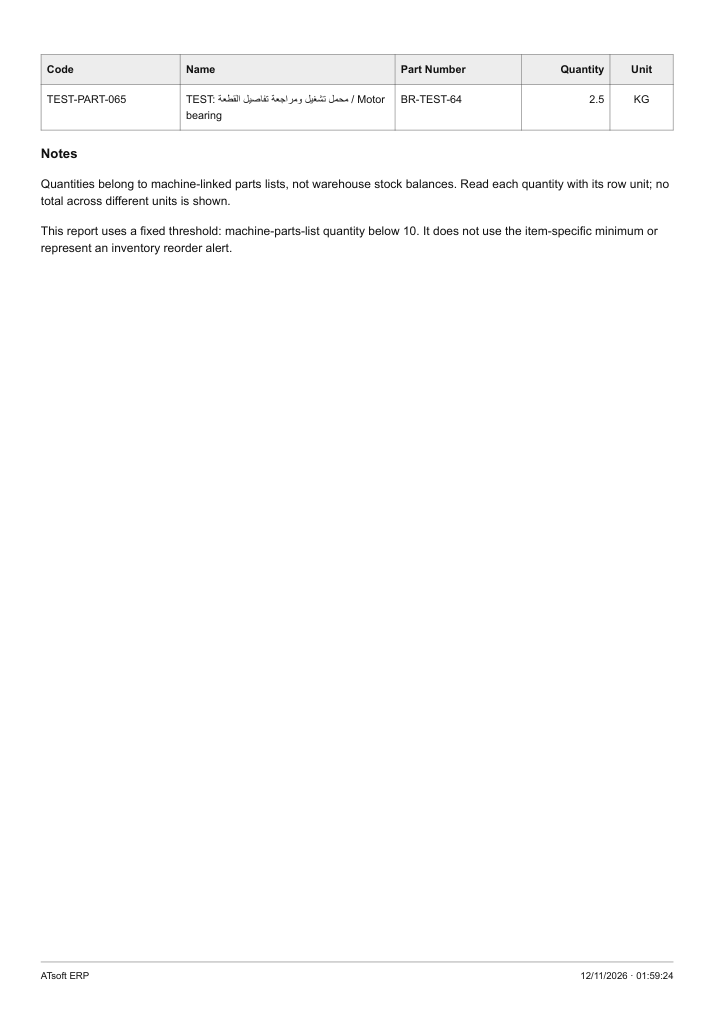 Code Name Part Number Quantity Unit
TEST-PART-065 TEST: محمل تشغيل ومراجعة تفاصيل القطعة / Motor BR-TEST-64 2.5 KG
bearing
Notes
Quantities belong to machine-linked parts lists, not warehouse stock balances. Read each quantity with its row unit; no
total across different units is shown.
This report uses a fixed threshold: machine-parts-list quantity below 10. It does not use the item-specific minimum or
represent an inventory reorder alert.
ATsoft ERP 12/11/2026 · 01:59:24